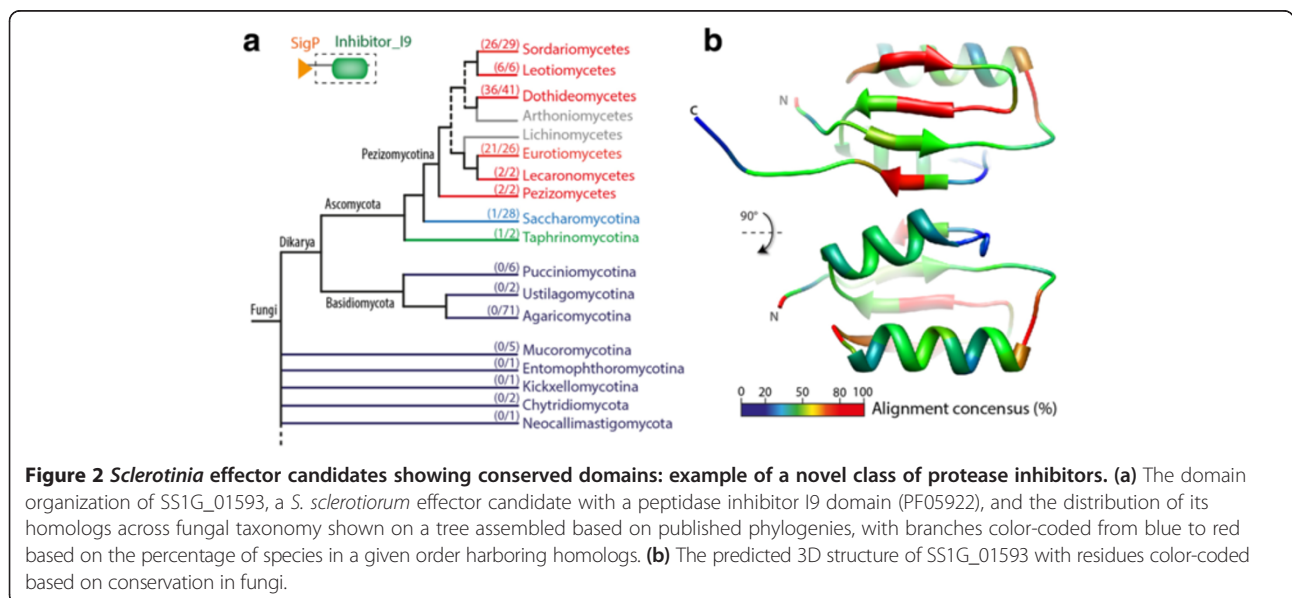 a
SigP Inhibitor_I9
(26/29) Sordariomycetes
(6/6) Leotiomycetes
(36/41) Dothideomycetes
Arthoniomycetes
Lichinomycetes
Pezizomycotina
(21/26) Eurotiomycetes
(2/2) Lecaronomycetes
(2/2) Pezizomycetes
Ascomycota
(1/28) Saccharomycotina
(1/2) Taphrinomycotina
Dikarya
(0/6) Pucciniomycotina
(0/2) Ustilagomycotina
Basidiomycota
(0/71) Agaricomycotina
Fungi
(0/5) Mucoromycotina
(0/1) Entomophthoromycotina
(0/1) Kickxellomycotina
(0/2) Chytridiomycota
(0/1) Neocallimastigomycota
b
N
C
90°
N
0 20 40 60 80 100
Alignment concensus (%)
Figure 2 Sclerotinia effector candidates showing conserved domains: example of a novel class of protease inhibitors. (a) The domain
organization of SS1G_01593, a S. sclerotiorum effector candidate with a peptidase inhibitor I9 domain (PF05922), and the distribution of its
homologs across fungal taxonomy shown on a tree assembled based on published phylogenies, with branches color-coded from blue to red
based on the percentage of species in a given order harboring homologs. (b) The predicted 3D structure of SS1G_01593 with residues color-coded
based on conservation in fungi.